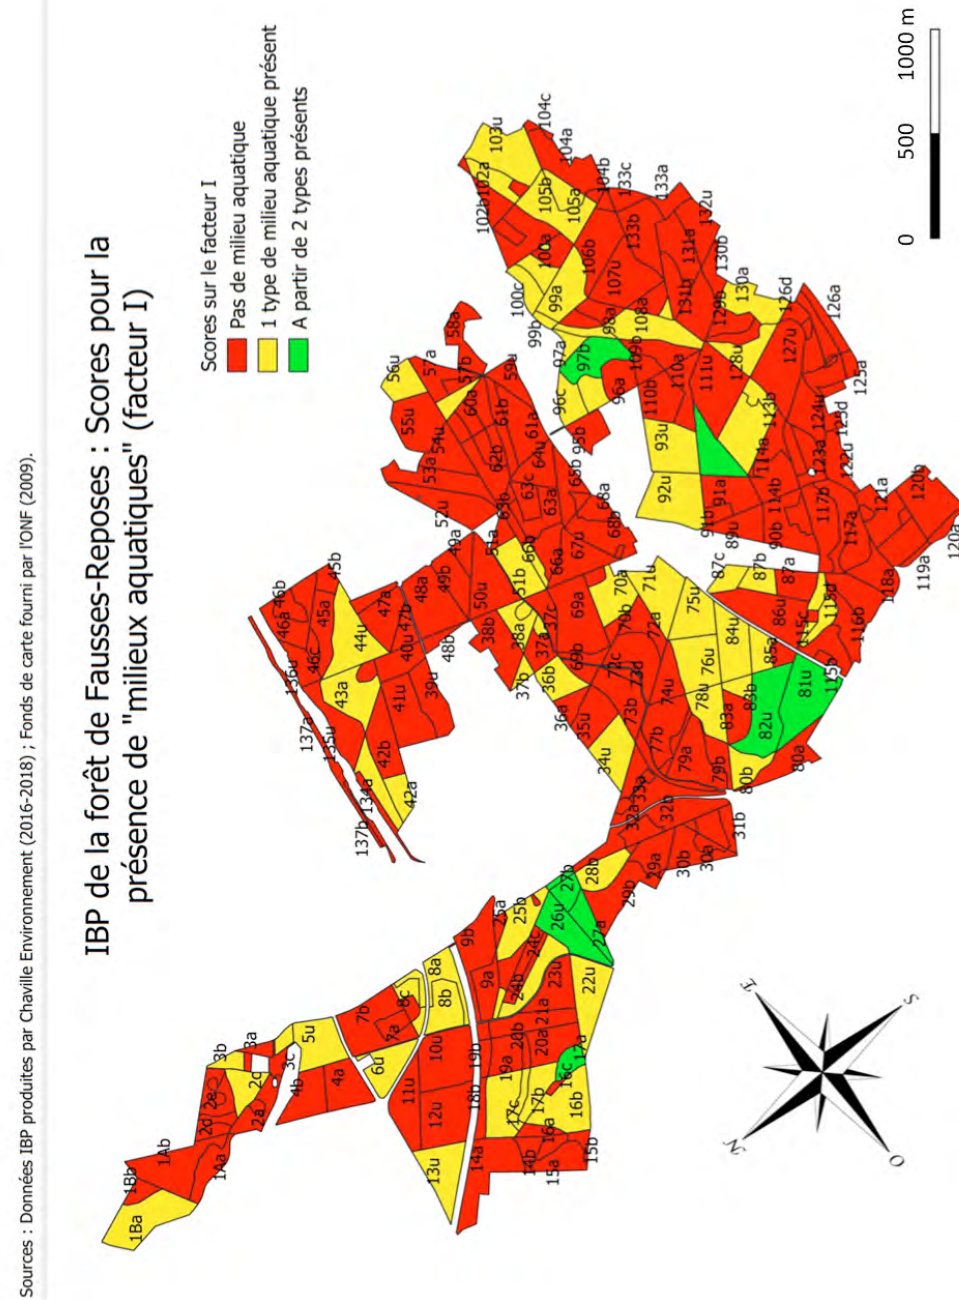 IBP de la forêt de Fausses-Reposes : Scores pour la
présence de "milieux aquatiques" (facteur I)
Scores sur le facteur I
Pas de milieu aquatique
1 type de milieu aquatique présent
A partir de 2 types présents
1Ba
1Bb
1Ab
1Aa
2d
2e
2a
2c
3b
3a
3c
4b
4a
5u
6u
7b
7a
8c
8a
8b
9b
9a
10u
11u
12u
13u
14a
14b
15a
15b
16a
16b
16c
17a
17b
17c
18b
19b
19a
20b
20a
21a
22u
23u
24b
24c
25a
25b
26u
27b
27a
28b
29b
29a
30b
30a
31b
32a
32b
33a
34u
35u
36a
36b
37b
37a
37c
38a
38b
39u
40u
41u
42b
42a
43a
44u
45a
45b
46a
46b
46c
47a
47b
48a
48b
49a
49b
50u
51a
51b
52u
53a
54u
55u
56u
57a
57b
58a
59u
60a
61b
61a
62b
63b
63c
63a
64u
65b
66b
66a
67u
68a
68b
69a
69b
70a
70b
71u
72a
72c
73d
73b
74u
75u
76u
77b
78u
79a
79b
80b
80a
81u
82u
83a
83b
84u
85a
86u
87c
87b
87a
89u
90b
91b
91a
92u
93u
95b
96c
96a
97a
97b
98a
99b
99a
100c
100a
102b
102a
103u
104c
104a
104b
105b
105a
106b
107u
108a
109b
110b
110a
111u
113b
114a
114b
115c
115d
115b
116b
117b
117a
118a
119a
120a
120b
121a
122u
123a
123d
124u
125a
126a
126d
127u
128u
129b
130a
130b
131b
131a
132u
133c
133a
133b
134a
135u
136u
137a
137b
N
E
S
O
0
500
1000 m
Sources : Données IBP produites par Chaville Environnement (2016-2018) ; Fonds de carte fourni par l'ONF (2009).